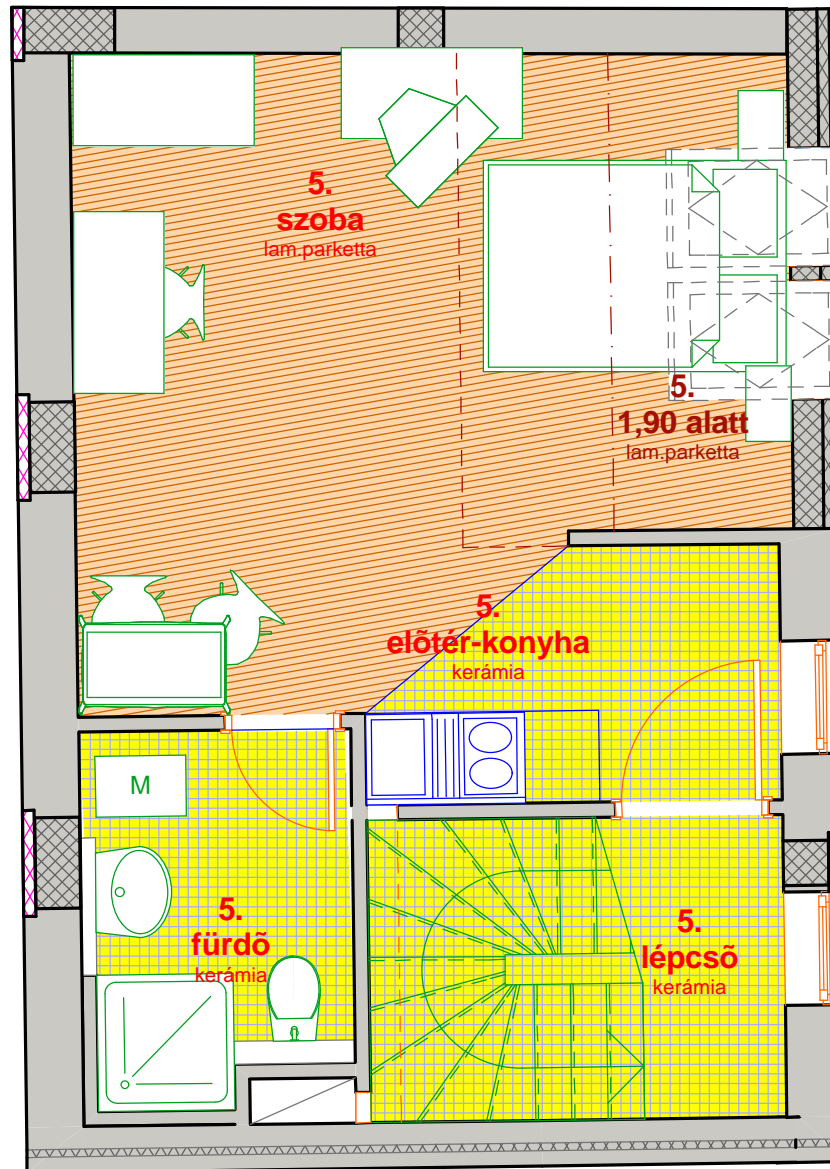 5.
szoba
lam.parketta
5.
1,90 alatt
lam.parketta
5.
elõtér-konyha
kerámia
M
5.
fürdõ
kerámia
5.
lépcsõ
kerámia